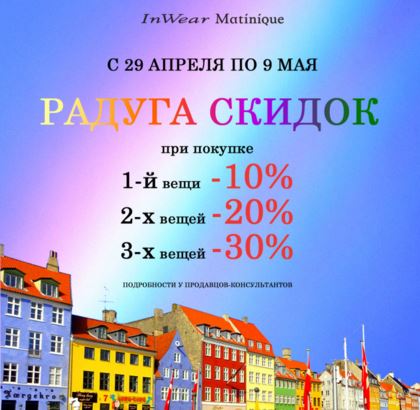 InWear Matinique
С 29 АПРЕЛЯ ПО 9 МАЯ
РАДУГА СКИДОК
при покупке
1-й вещи -10%
2-х вещей -20%
3-х вещей -30%
ПОДРОБНОСТИ У ПРОДАВЦОВ-КОНСУЛЬТАНТОВ